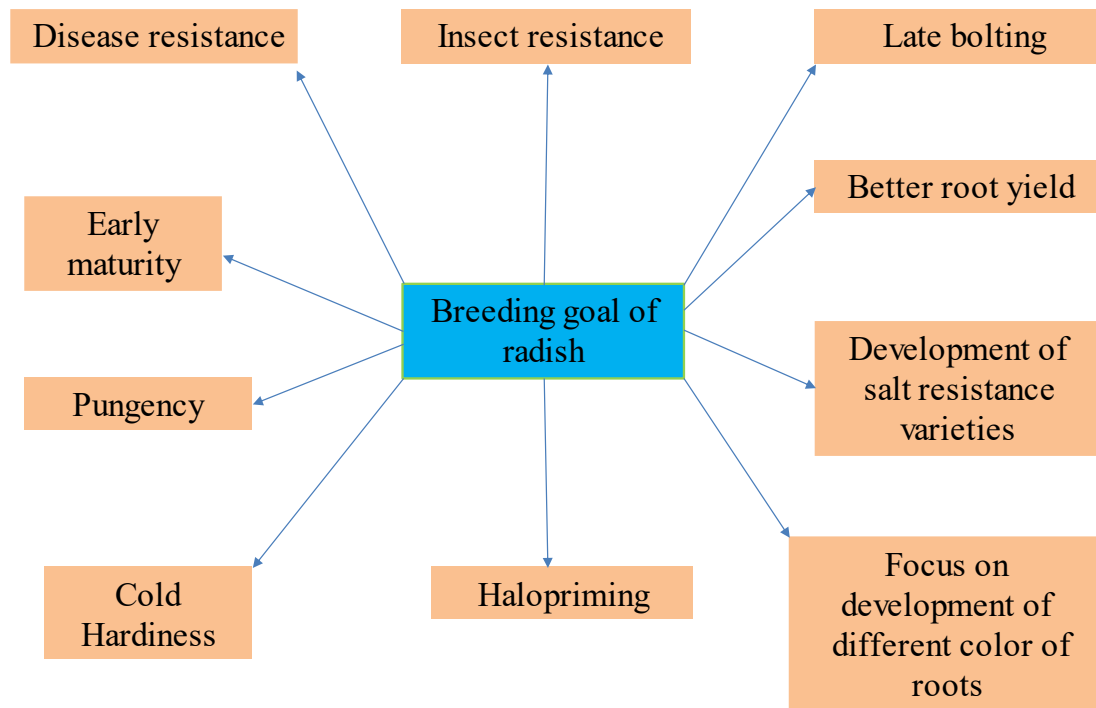 Disease resistance
Insect resistance
Late bolting
Better root yield
Early
maturity
Breeding goal of
radish
Development of
salt resistance
varieties
Pungency
Cold
Hardiness
Halopriming
Focus on
development of
different color of
roots